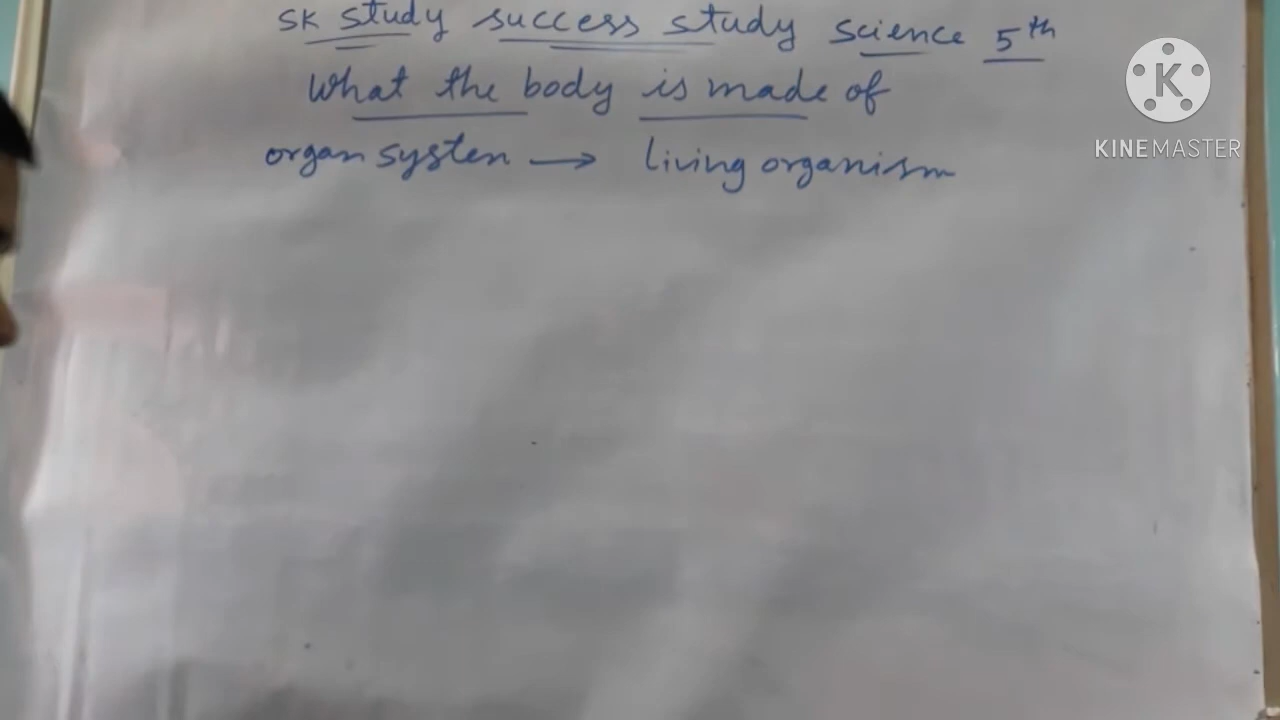 SK study success study science 5th
What the body is made of
organ systen → living organism
K
KINEMASTER